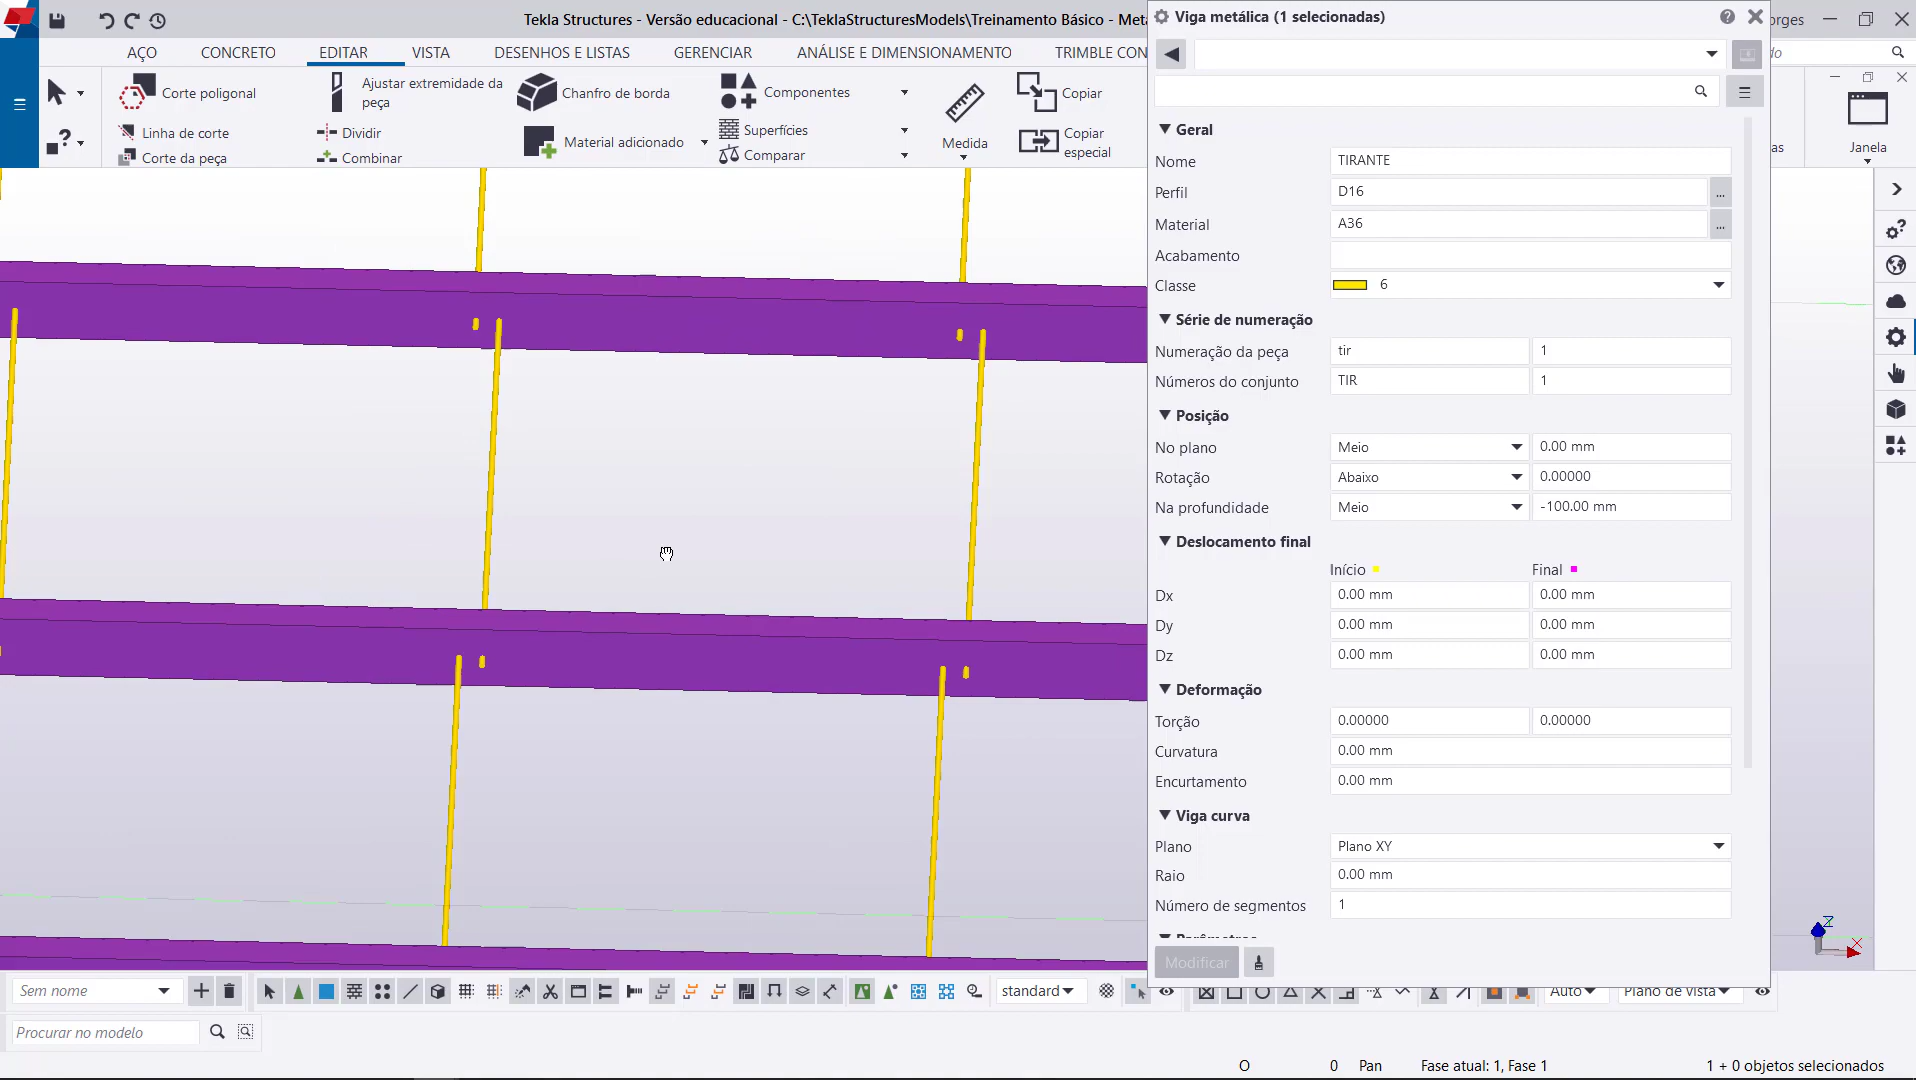 Tekla Structures - Versão educacional - C:\TeklaStructuresModels\Treinamento Básico - Meta
orges
AÇO
CONCRETO
EDITAR
VISTA
DESENHOS E LISTAS
GERENCIAR
ANÁLISE E DIMENSIONAMENTO
TRIMBLE CON
do
Corte poligonal
Linha de corte
Corte da peça
Ajustar extremidade da
peça
Dividir
Combinar
Chanfro de borda
Material adicionado
Componentes
Superfícies
Comparar
Medida
Copiar
Copiar
especial
as
Janela
Viga metálica (1 selecionadas)
Geral
Nome TIRANTE
Perfil D16 ...
Material A36 ...
Acabamento
Classe 6
Série de numeração
Numeração da peça tir 1
Números do conjunto TIR 1
Posição
No plano Meio 0.00 mm
Rotação Abaixo 0.00000
Na profundidade Meio -100.00 mm
Deslocamento final
Início Final
Dx 0.00 mm 0.00 mm
Dy 0.00 mm 0.00 mm
Dz 0.00 mm 0.00 mm
Deformação
Torção 0.00000 0.00000
Curvatura 0.00 mm
Encurtamento 0.00 mm
Viga curva
Plano Plano XY
Raio 0.00 mm
Número de segmentos 1
Parâmetros
Modificar
Z
X
Sem nome
standard
Auto
Plano de vista
Procurar no modelo
O 0 Pan Fase atual: 1, Fase 1 1 + 0 objetos selecionados